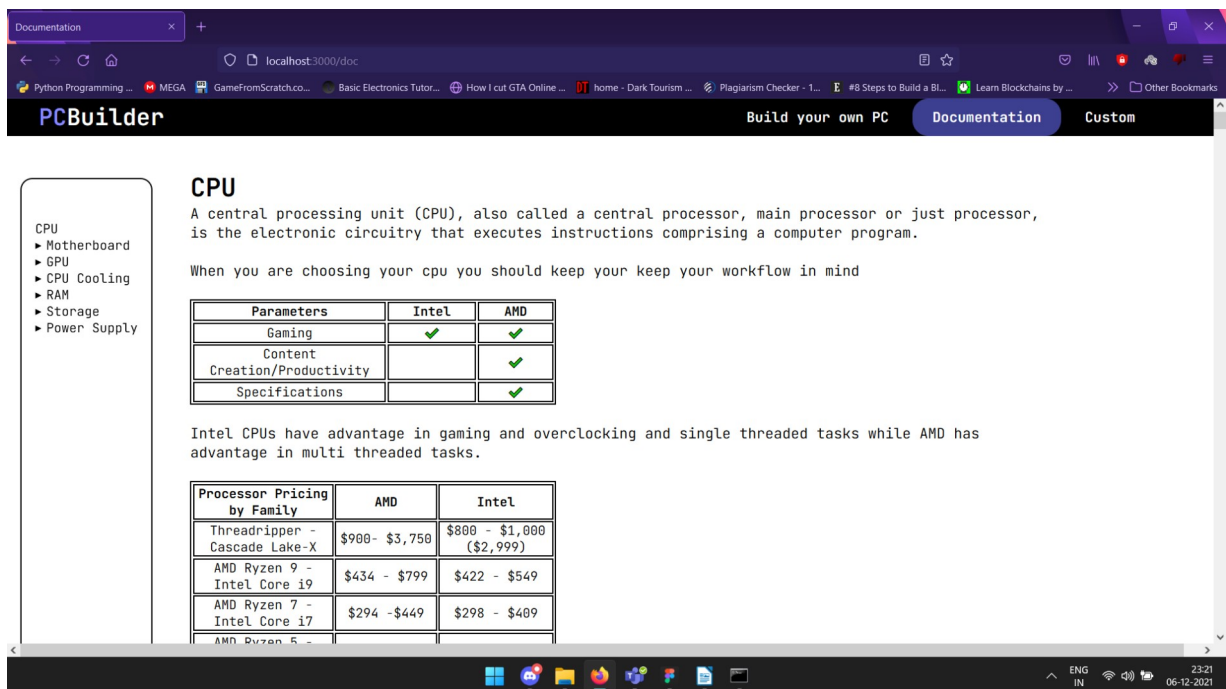 Documentation
localhost:3000/doc
Python Programming ...
MEGA
GameFromScratch.co...
Basic Electronics Tutor...
How I cut GTA Online ...
home - Dark Tourism ...
Plagiarism Checker - 1...
#8 Steps to Build a Bl...
Learn Blockchains by ...
Other Bookmarks
PCBuilder
Build your own PC
Documentation
Custom
CPU
Motherboard
GPU
CPU Cooling
RAM
Storage
Power Supply
CPU
A central processing unit (CPU), also called a central processor, main processor or just processor,
is the electronic circuitry that executes instructions comprising a computer program.
When you are choosing your cpu you should keep your keep your workflow in mind
Parameters Intel AMD
Gaming
Content
Creation/Productivity
Specifications
Intel CPUs have advantage in gaming and overclocking and single threaded tasks while AMD has
advantage in multi threaded tasks.
Processor Pricing
by Family
AMD
Intel
Threadripper -
Cascade Lake-X
$900- $3,750
$800 - $1,000
($2,999)
AMD Ryzen 9 -
Intel Core i9
$434 - $799
$422 - $549
AMD Ryzen 7 -
Intel Core i7
$294 -$449
$298 - $409
AMD Ryzen 5 -
ENG
IN
23:21
06-12-2021